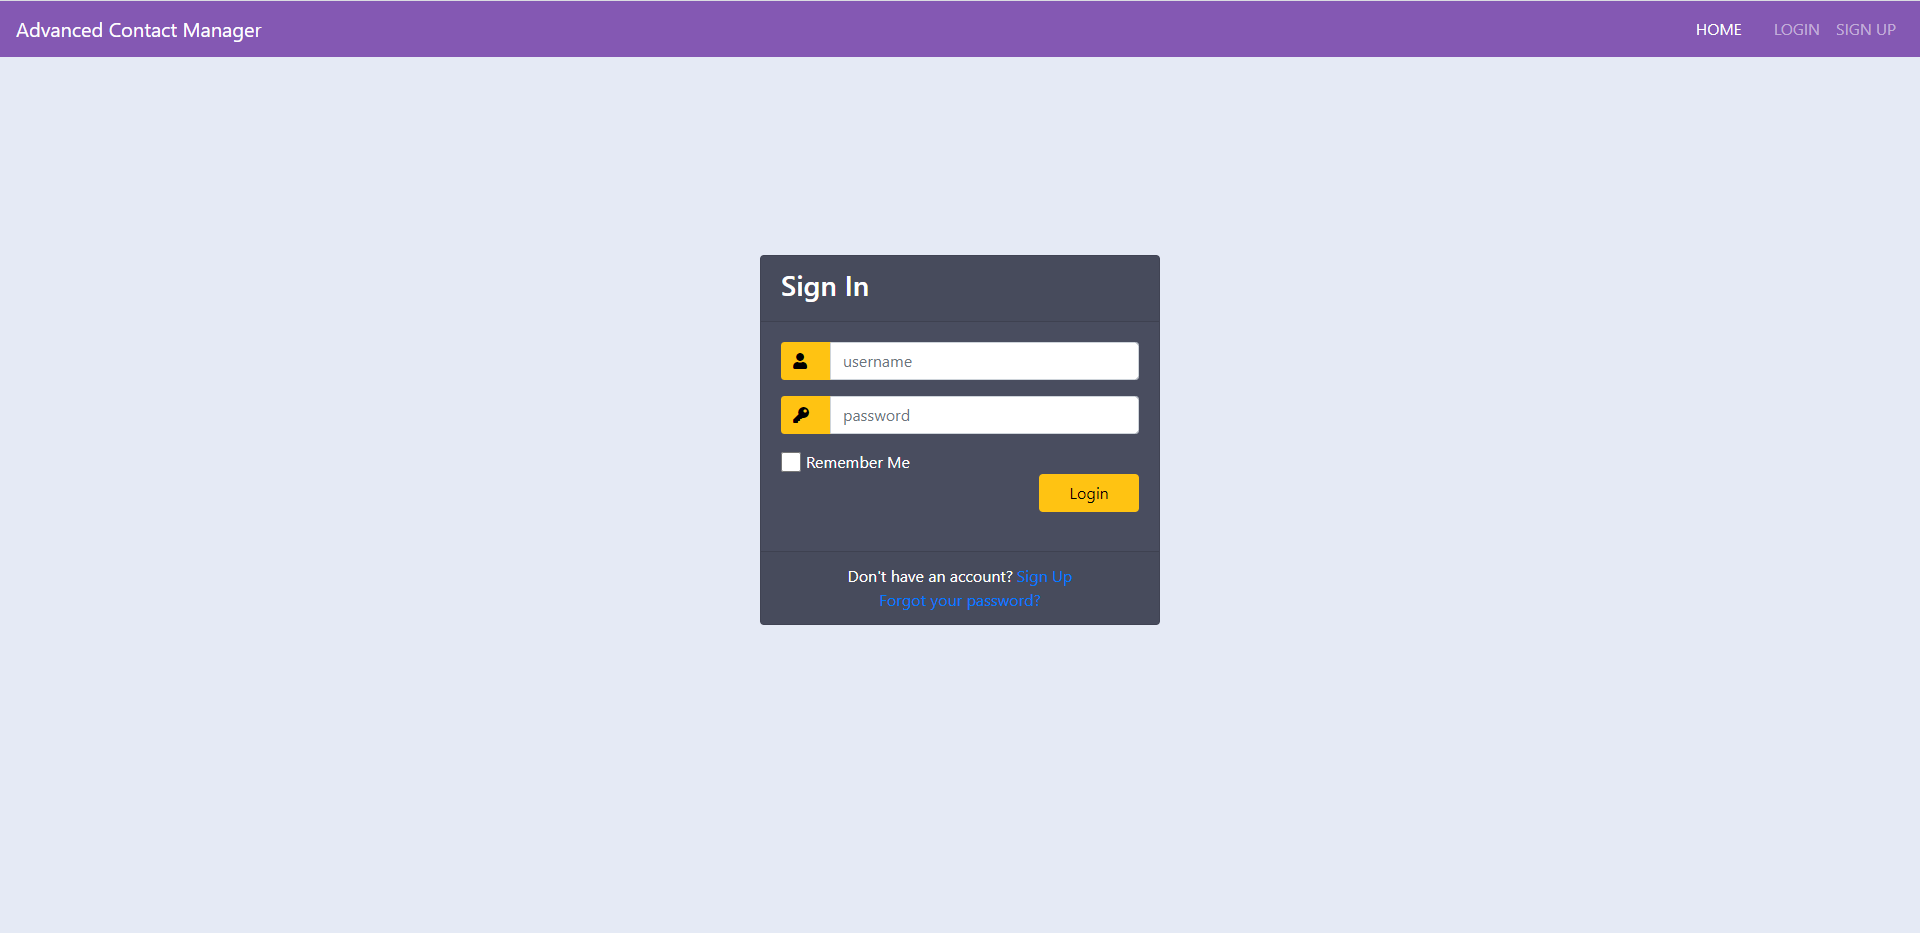 Advanced Contact Manager
HOME LOGIN SIGN UP
Sign In
username
password
Remember Me
Login
Don't have an account? Sign Up
Forgot your password?